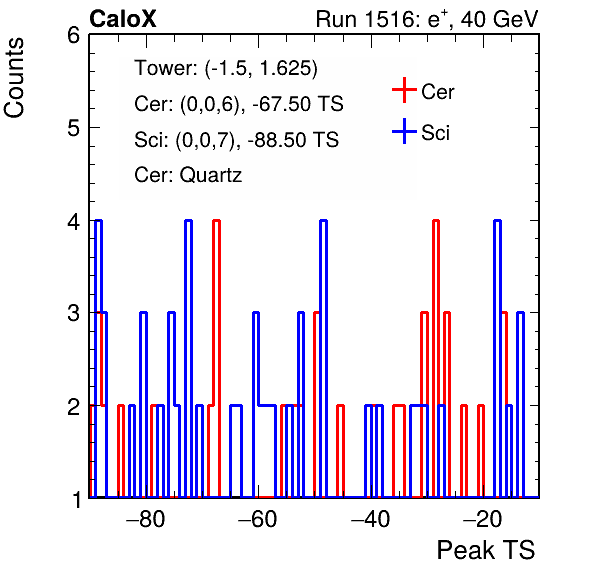 CaloX Run 1516: e⁺, 40 GeV
Counts
Tower: (-1.5, 1.625)
Cer: (0,0,6), -67.50 TS
Sci: (0,0,7), -88.50 TS
Cer: Quartz
Cer
Sci
6
5
4
3
2
1
−80 −60 −40 −20
Peak TS